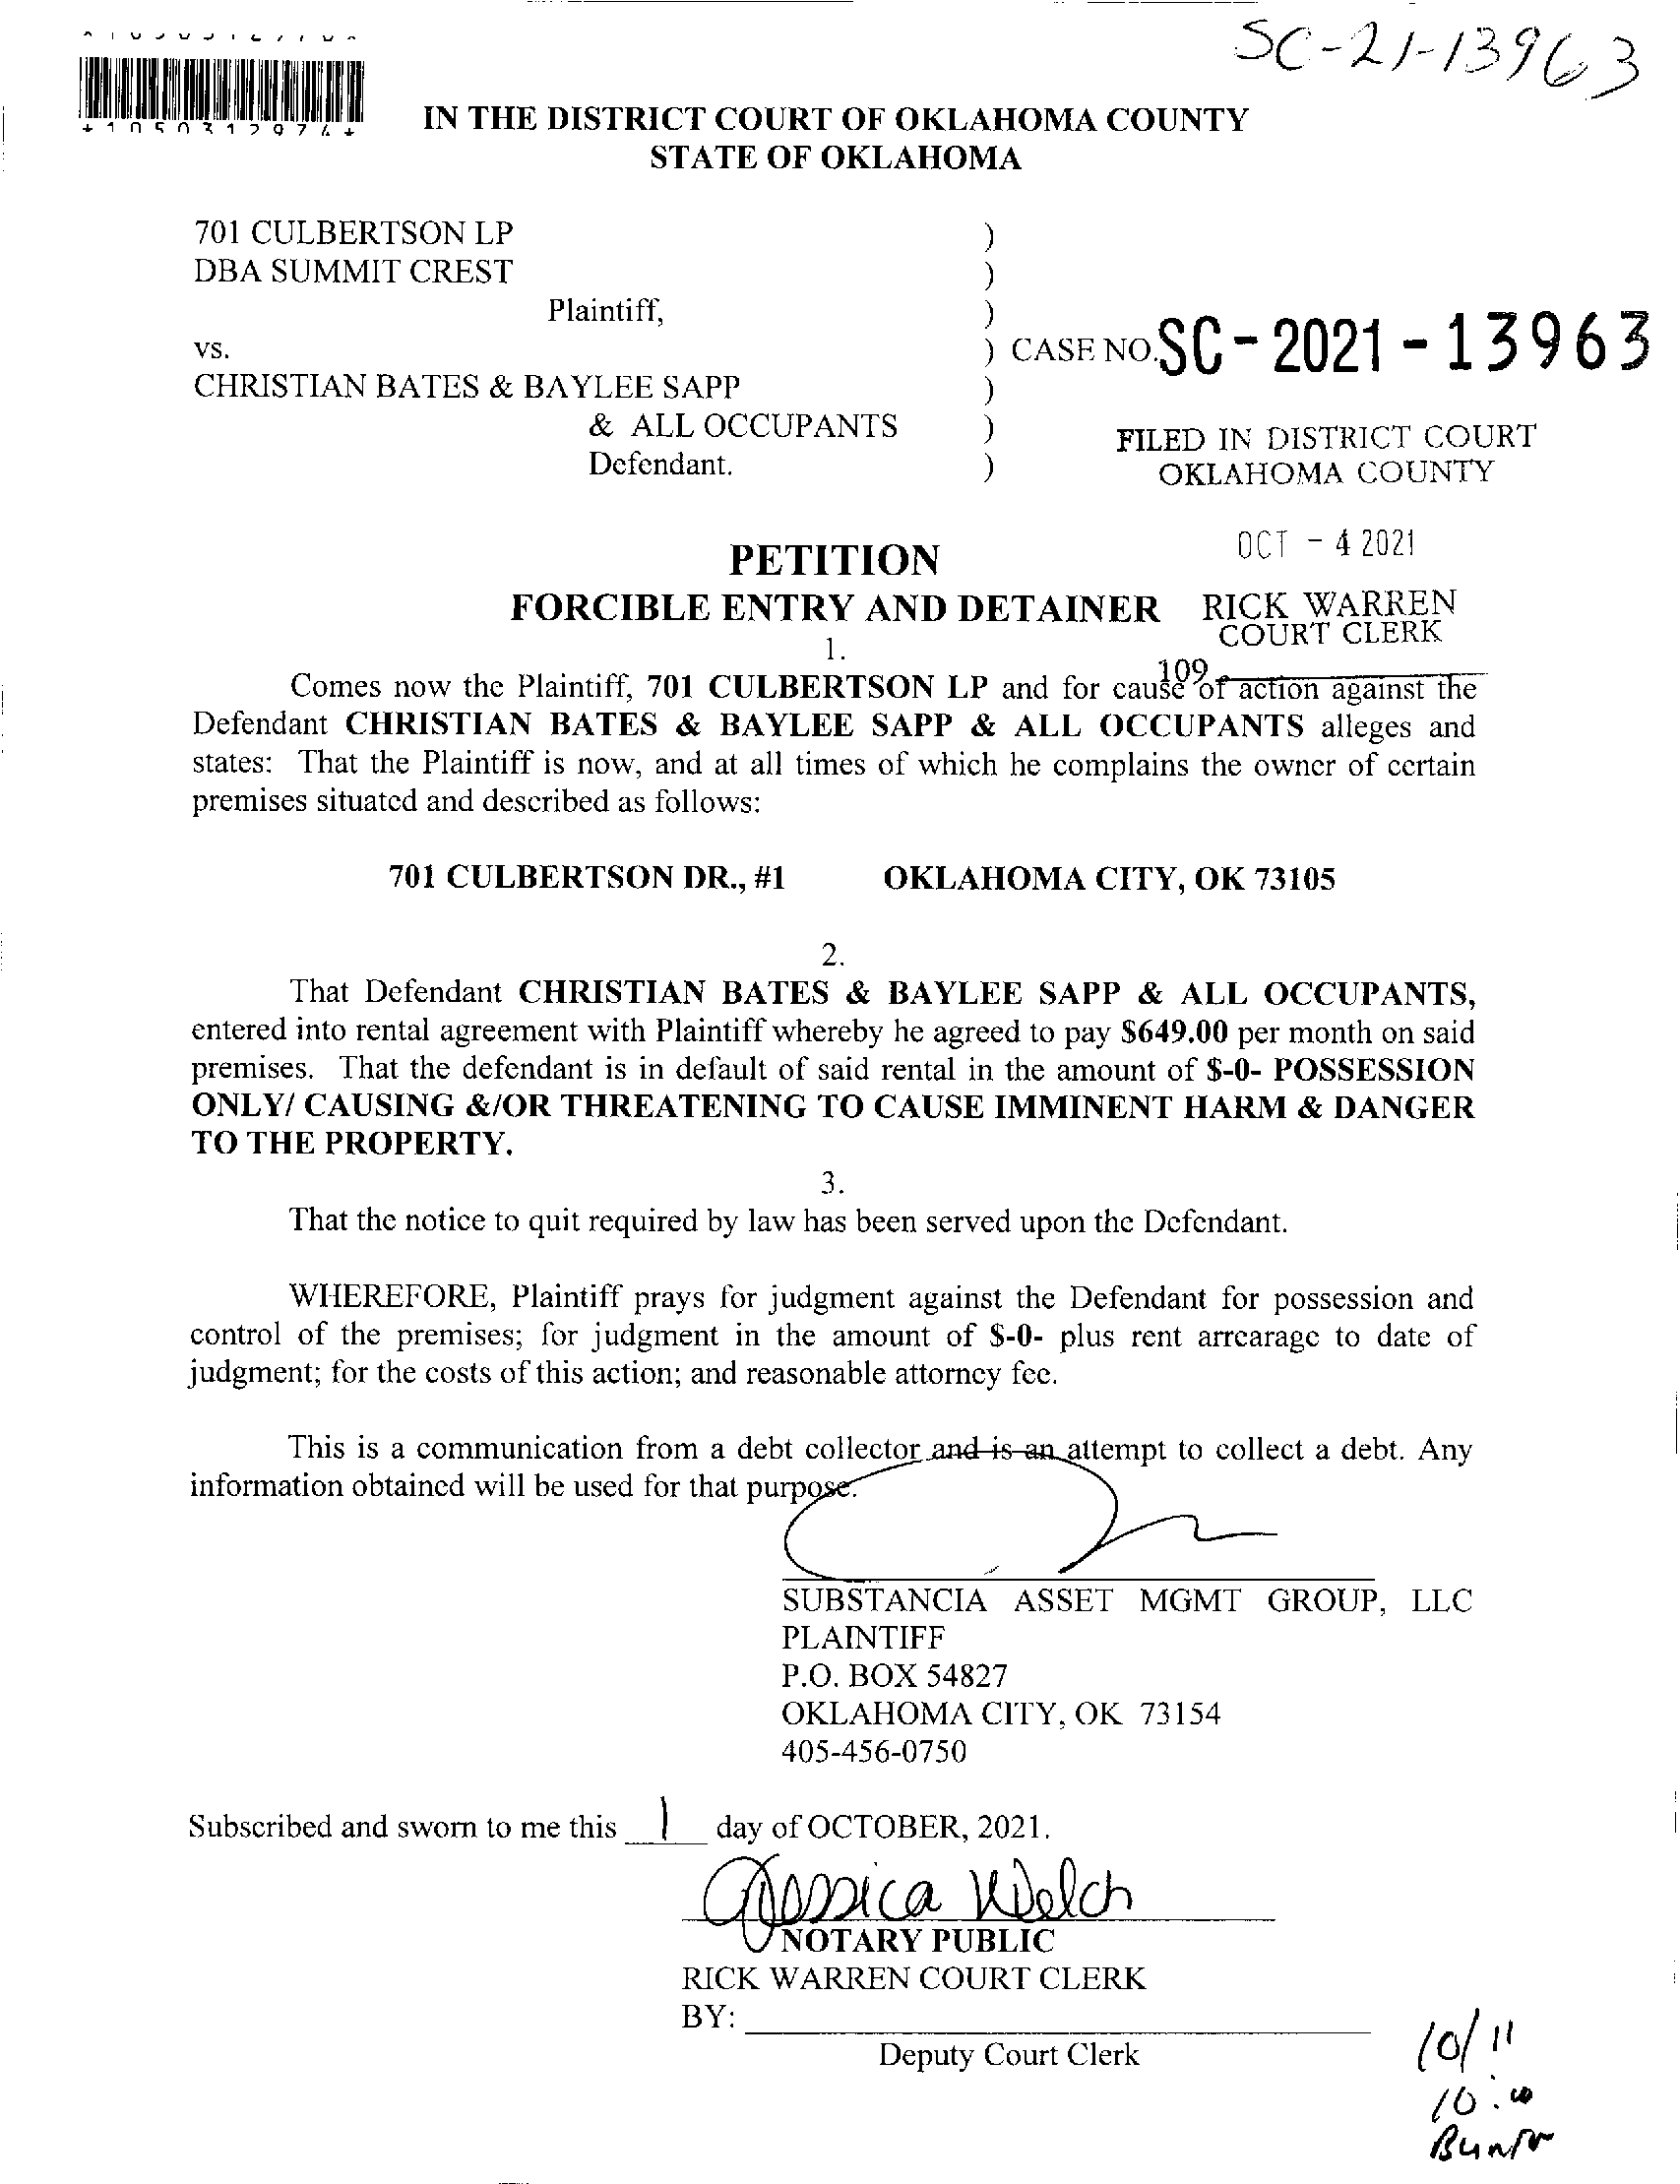 SC-21-13963
+1050312974+
IN THE DISTRICT COURT OF OKLAHOMA COUNTY
STATE OF OKLAHOMA
701 CULBERTSON LP )
DBA SUMMIT CREST )
Plaintiff, )
vs. ) CASE NO. SC-2021-13963
CHRISTIAN BATES & BAYLEE SAPP )
& ALL OCCUPANTS )
Defendant. )
FILED IN DISTRICT COURT
OKLAHOMA COUNTY
OCT - 4 2021
PETITION
FORCIBLE ENTRY AND DETAINER
RICK WARREN
COURT CLERK
109
1.
Comes now the Plaintiff, 701 CULBERTSON LP and for cause of action against the
Defendant CHRISTIAN BATES & BAYLEE SAPP & ALL OCCUPANTS alleges and
states: That the Plaintiff is now, and at all times of which he complains the owner of certain
premises situated and described as follows:
701 CULBERTSON DR., #1 OKLAHOMA CITY, OK 73105
2.
That Defendant CHRISTIAN BATES & BAYLEE SAPP & ALL OCCUPANTS,
entered into rental agreement with Plaintiff whereby he agreed to pay $649.00 per month on said
premises. That the defendant is in default of said rental in the amount of $-0- POSSESSION
ONLY/ CAUSING &/OR THREATENING TO CAUSE IMMINENT HARM & DANGER
TO THE PROPERTY.
3.
That the notice to quit required by law has been served upon the Defendant.
WHEREFORE, Plaintiff prays for judgment against the Defendant for possession and
control of the premises; for judgment in the amount of $-0- plus rent arrearage to date of
judgment; for the costs of this action; and reasonable attorney fee.
This is a communication from a debt collector and is an attempt to collect a debt. Any
information obtained will be used for that purpose.
SUBSTANCIA ASSET MGMT GROUP, LLC
PLAINTIFF
P.O. BOX 54827
OKLAHOMA CITY, OK 73154
405-456-0750
Subscribed and sworn to me this 1 day of OCTOBER, 2021.
Jessica Welch
NOTARY PUBLIC
RICK WARREN COURT CLERK
BY:
Deputy Court Clerk
10/11
10:00